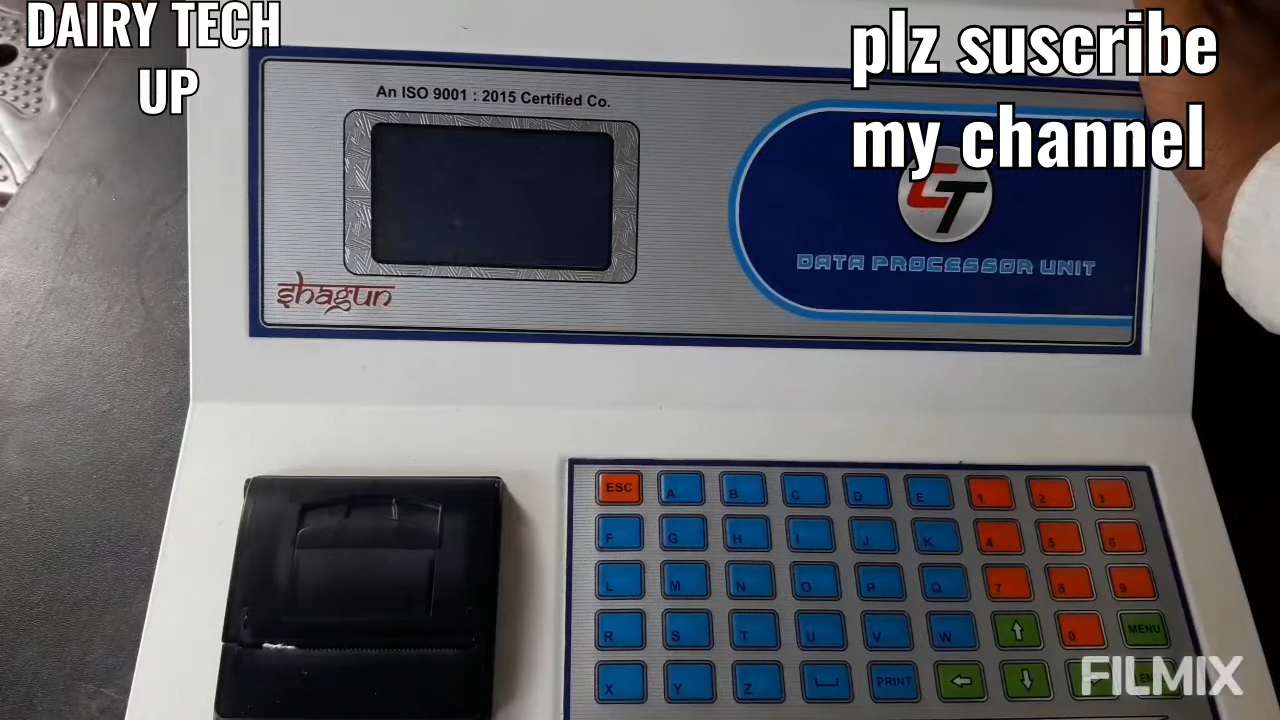 DAIRY TECH
UP
plz suscribe
my channel
An ISO 9001 : 2015 Certified Co.
GT
DATA PROCESSOR UNIT
shagun
ESC A B C D E 1 2 3
F G H I J K 4 5 6
L M N O P Q 7 8 9
R S T U V W 0 MENU
X Y Z PRINT
FILMIX